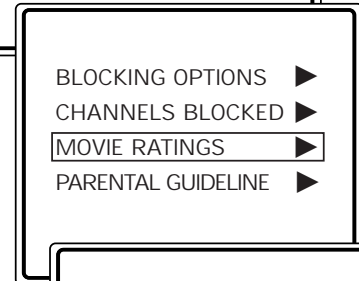 BLOCKING OPTIONS ▶
CHANNELS BLOCKED ▶
MOVIE RATINGS ▶
PARENTAL GUIDELINE ▶